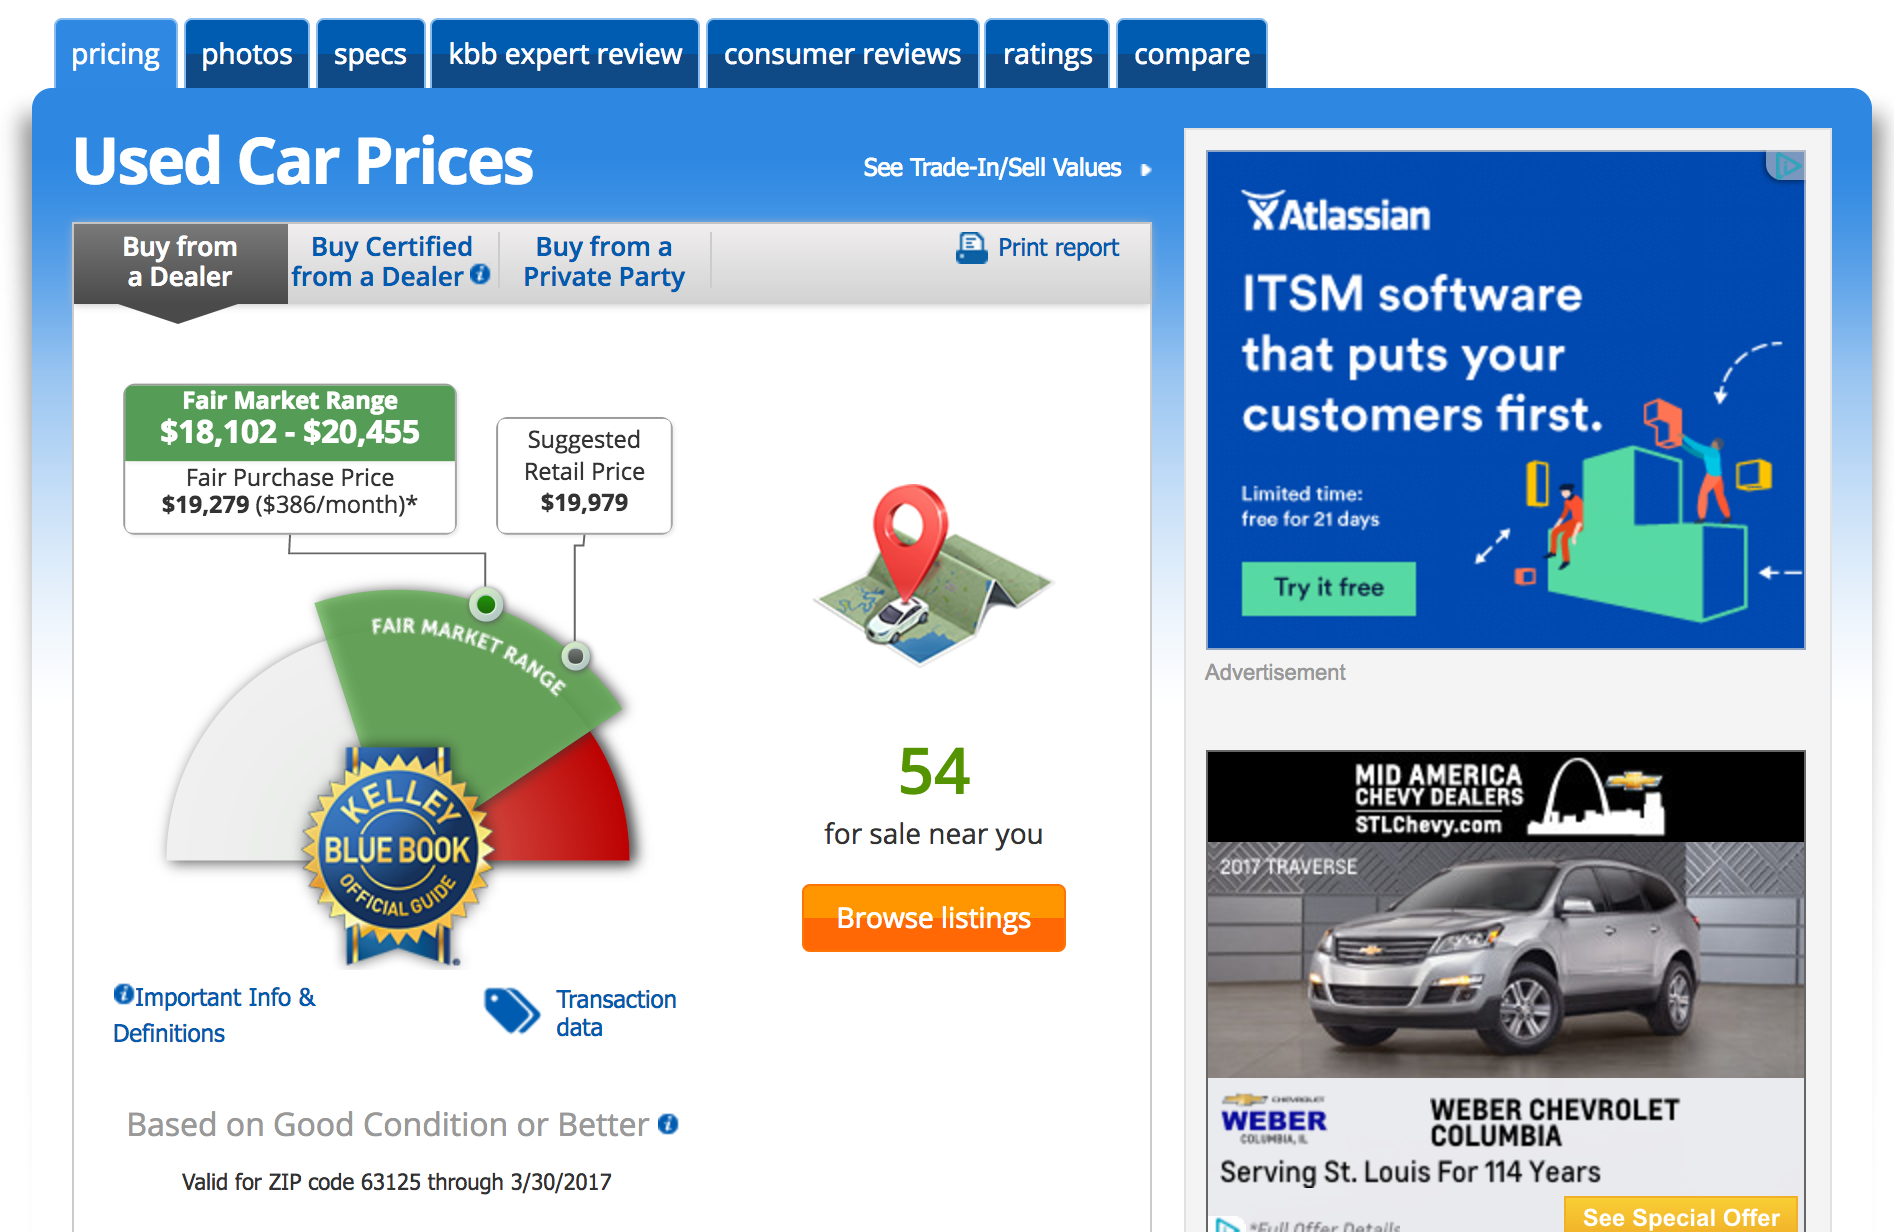 pricing
photos
specs
kbb expert review
consumer reviews
ratings
compare
Used Car Prices
See Trade-In/Sell Values
Buy from
a Dealer
Buy Certified
from a Dealer
Buy from a
Private Party
Print report
Fair Market Range
$18,102 - $20,455
Fair Purchase Price
$19,279 ($386/month)*
Suggested
Retail Price
$19,979
FAIR MARKET RANGE
KELLEY
BLUE BOOK
OFFICIAL GUIDE
54
for sale near you
Browse listings
Important Info &
Definitions
Transaction
data
Based on Good Condition or Better
Valid for ZIP code 63125 through 3/30/2017
Atlassian
ITSM software
that puts your
customers first.
Limited time:
free for 21 days
Try it free
Advertisement
MID AMERICA
CHEVY DEALERS
STLChevy.com
2017 TRAVERSE
CHEVROLET
WEBER
COLUMBIA, IL
WEBER CHEVROLET
COLUMBIA
Serving St. Louis For 114 Years
*Full Offer Details
See Special Offer